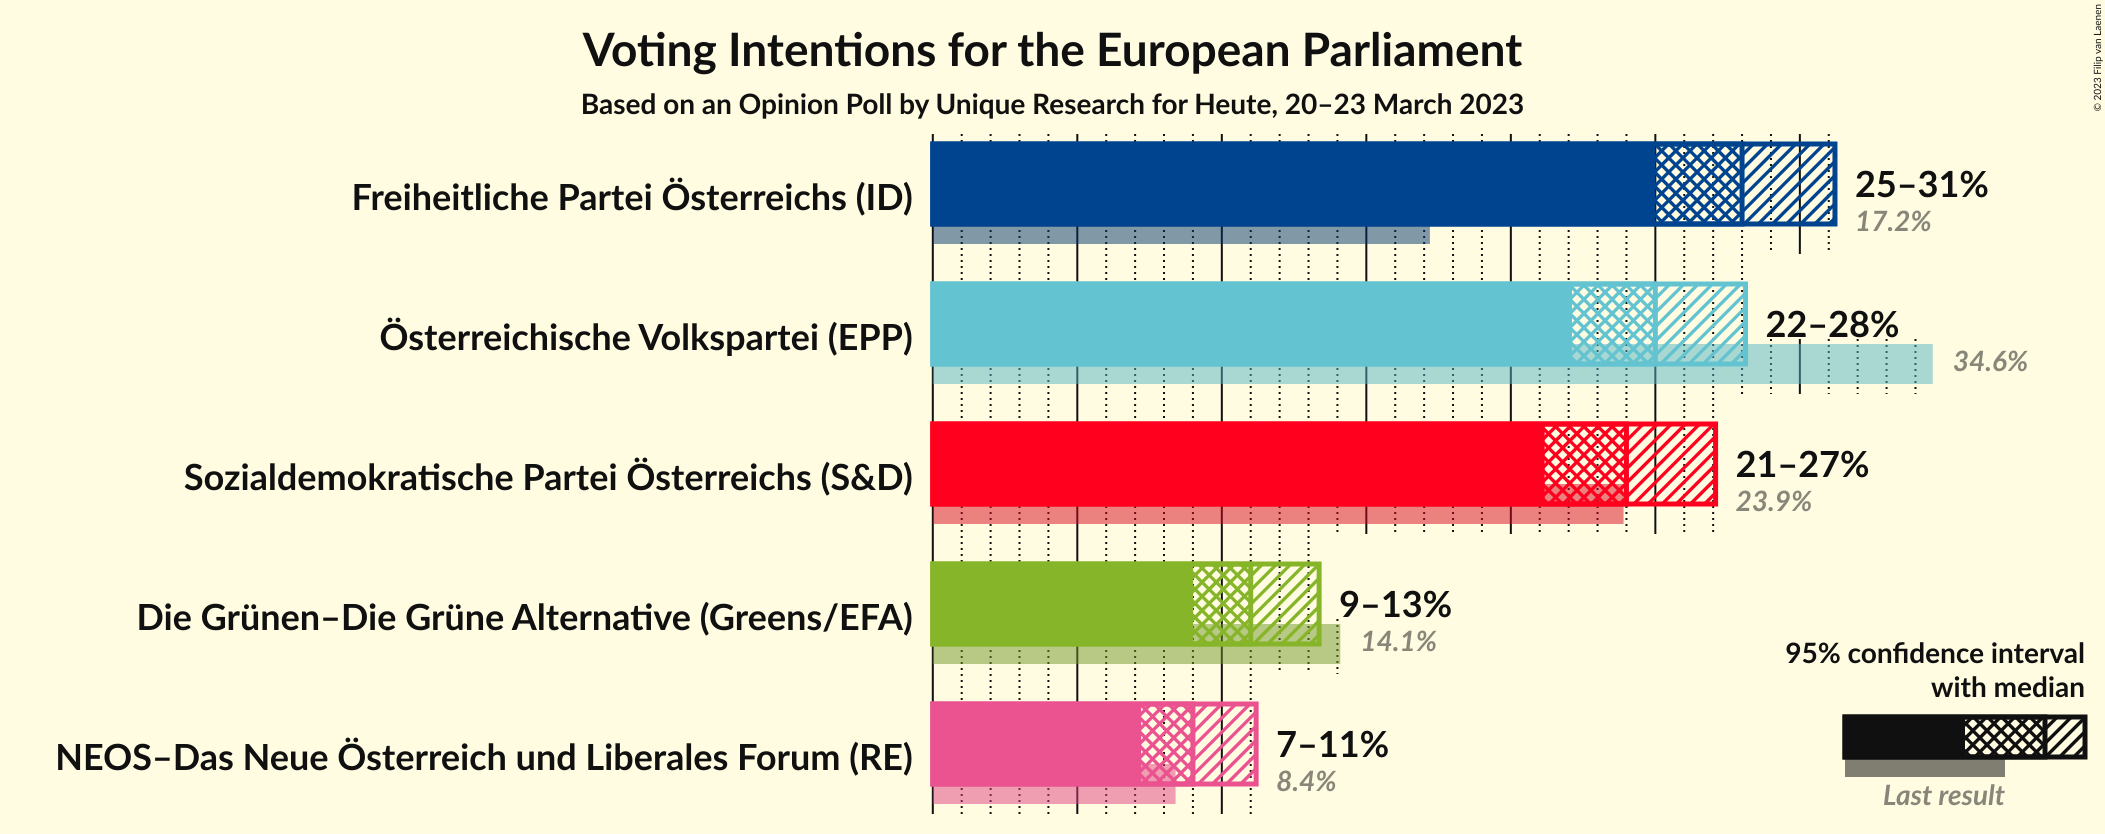 Voting Intentions for the European Parliament
Based on an Opinion Poll by Unique Research for Heute, 20–23 March 2023
© 2023 Filip van Laenen
Freiheitliche Partei Österreichs (ID)
25–31%
17.2%
Österreichische Volkspartei (EPP)
22–28%
34.6%
Sozialdemokratische Partei Österreichs (S&D)
21–27%
23.9%
Die Grünen–Die Grüne Alternative (Greens/EFA)
9–13%
14.1%
NEOS–Das Neue Österreich und Liberales Forum (RE)
7–11%
8.4%
95% confidence interval
with median
Last result